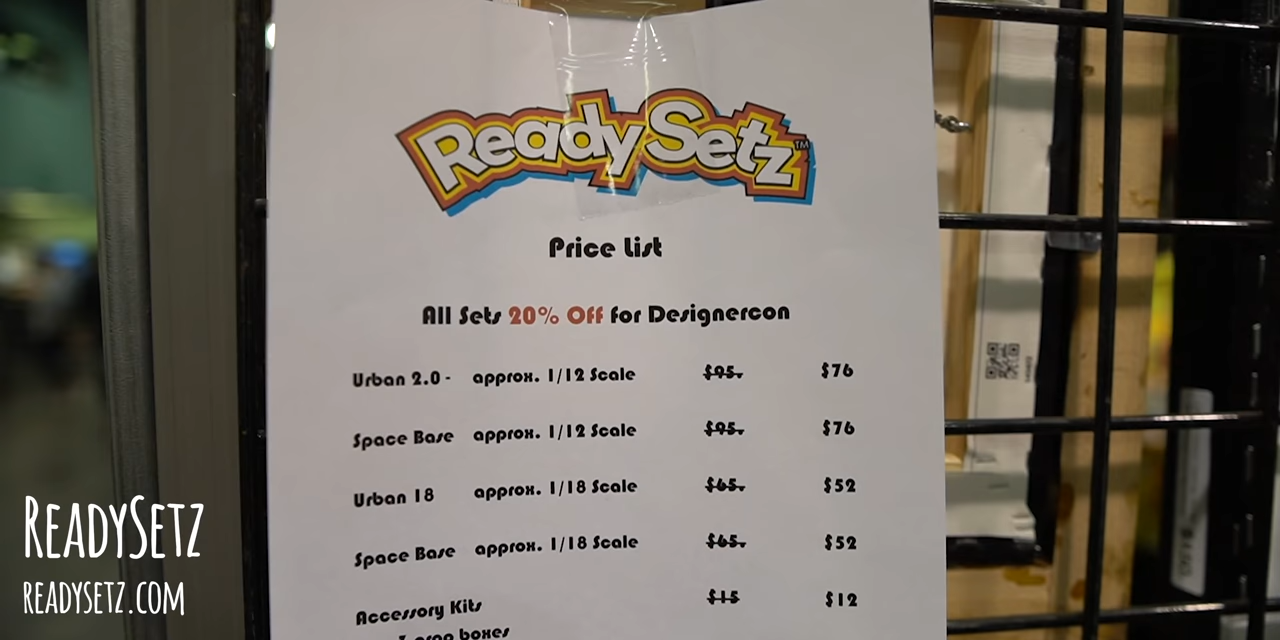 ReadySetz™
Price List
All Sets 20% Off for Designercon
Urban 2.0 - approx. 1/12 Scale $95. $76
Space Base approx. 1/12 Scale $95. $76
Urban 18 approx. 1/18 Scale $65. $52
Space Base approx. 1/18 Scale $65. $52
Accessory Kits $15 $12
boxes
ReadySetz
readysetz.com